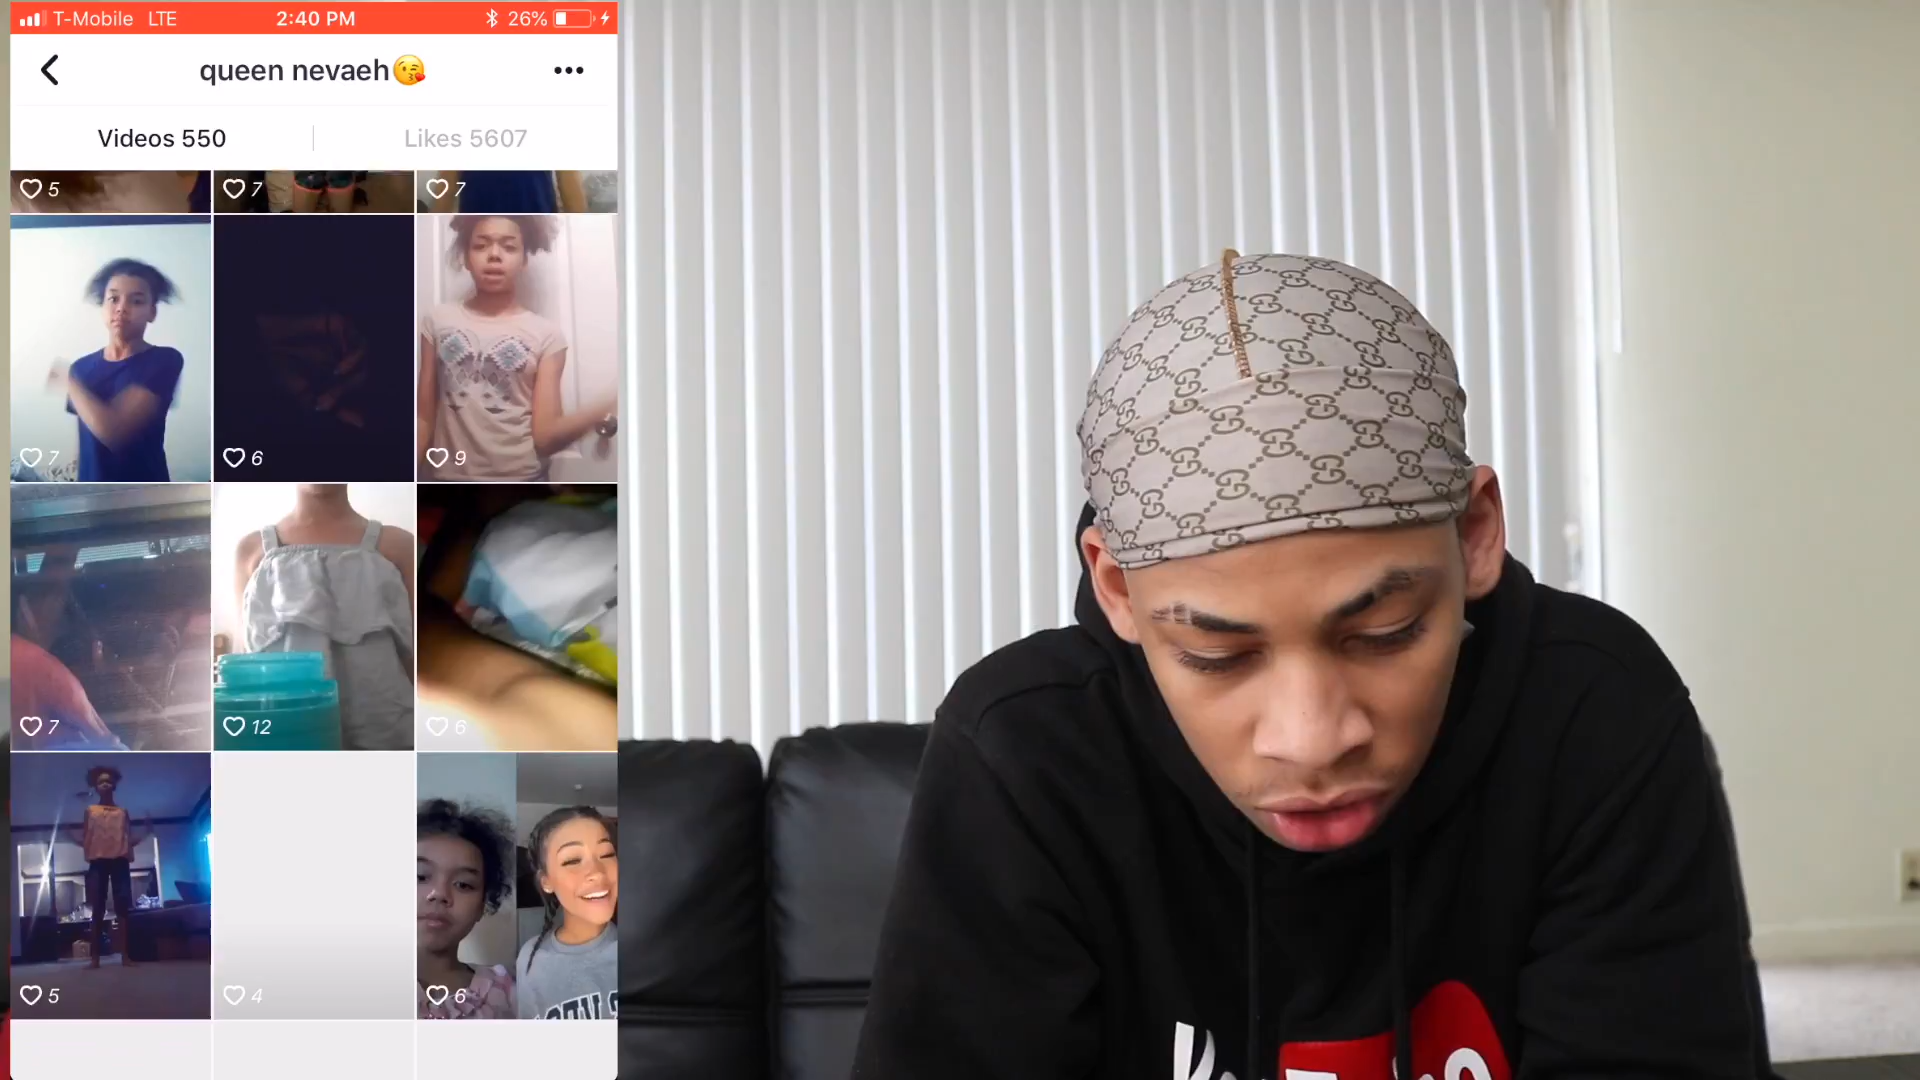 T-Mobile LTE 2:40 PM 26%
queen nevaeh😘
Videos 550 Likes 5607
5 7 7
7 6 9
7 12 6
5 4 6